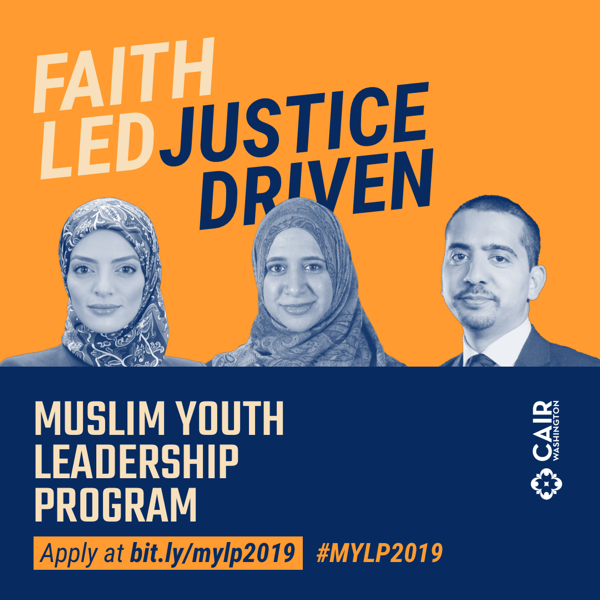 FAITH
LED JUSTICE
DRIVEN
MUSLIM YOUTH
LEADERSHIP
PROGRAM
Apply at bit.ly/mylp2019 #MYLP2019
CAIR
WASHINGTON